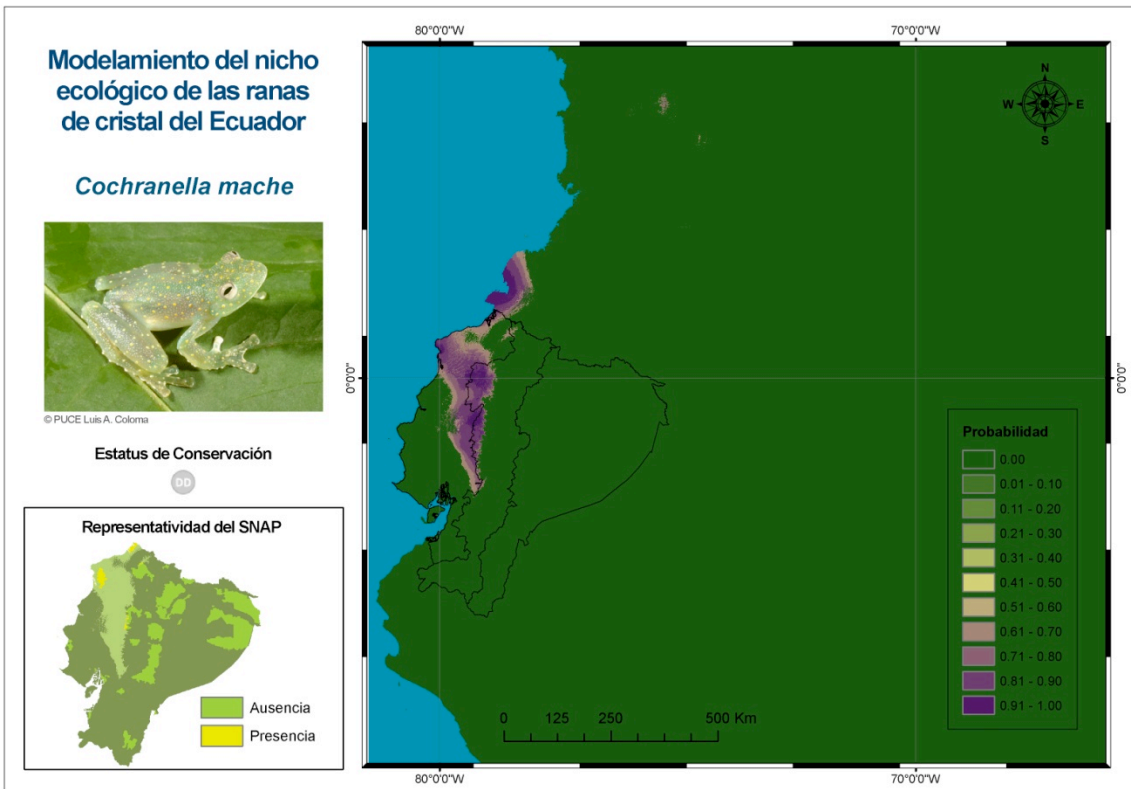 Modelamiento del nicho
ecológico de las ranas
de cristal del Ecuador
Cochranella mache
© PUCE Luis A. Coloma
Estatus de Conservación
DD
Representatividad del SNAP
Ausencia
Presencia
80°0'0"W
70°0'0"W
N
W
E
S
0°0'0"
0°0'0"
Probabilidad
0.00
0.01 - 0.10
0.11 - 0.20
0.21 - 0.30
0.31 - 0.40
0.41 - 0.50
0.51 - 0.60
0.61 - 0.70
0.71 - 0.80
0.81 - 0.90
0.91 - 1.00
0 125 250 500 Km
80°0'0"W
70°0'0"W